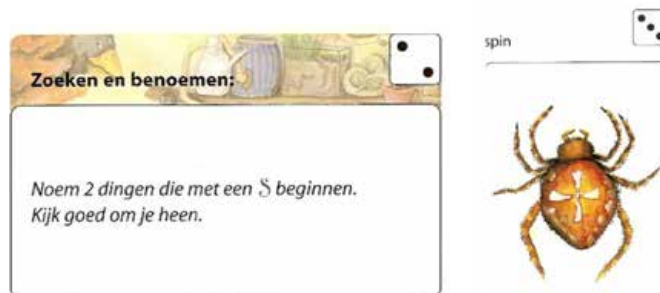 Zoeken en benoemen:
Noem 2 dingen die met een S beginnen.
Kijk goed om je heen.
spin